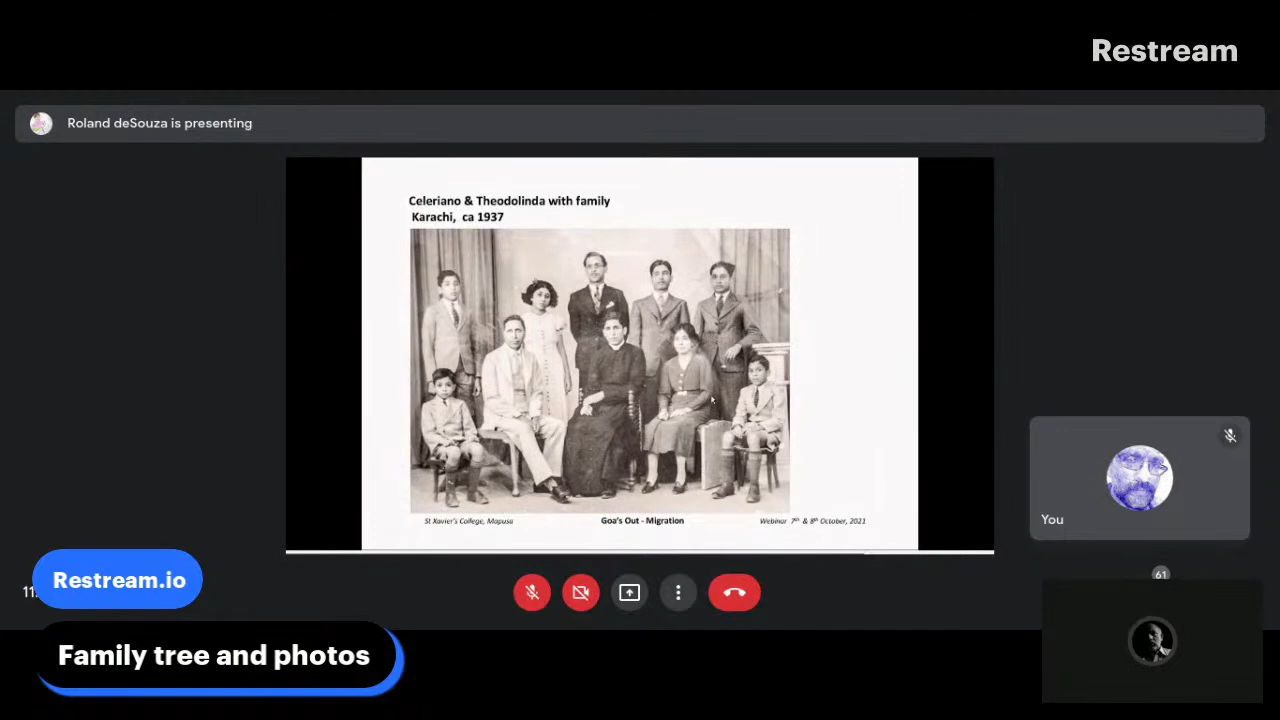 Restream
Roland deSouza is presenting
Celeriano & Theodolinda with family
Karachi, ca 1937
St Xavier's College, Mapusa
Goa's Out - Migration
Webinar 7th & 8th October, 2021
You
61
11:
Restream.io
Family tree and photos